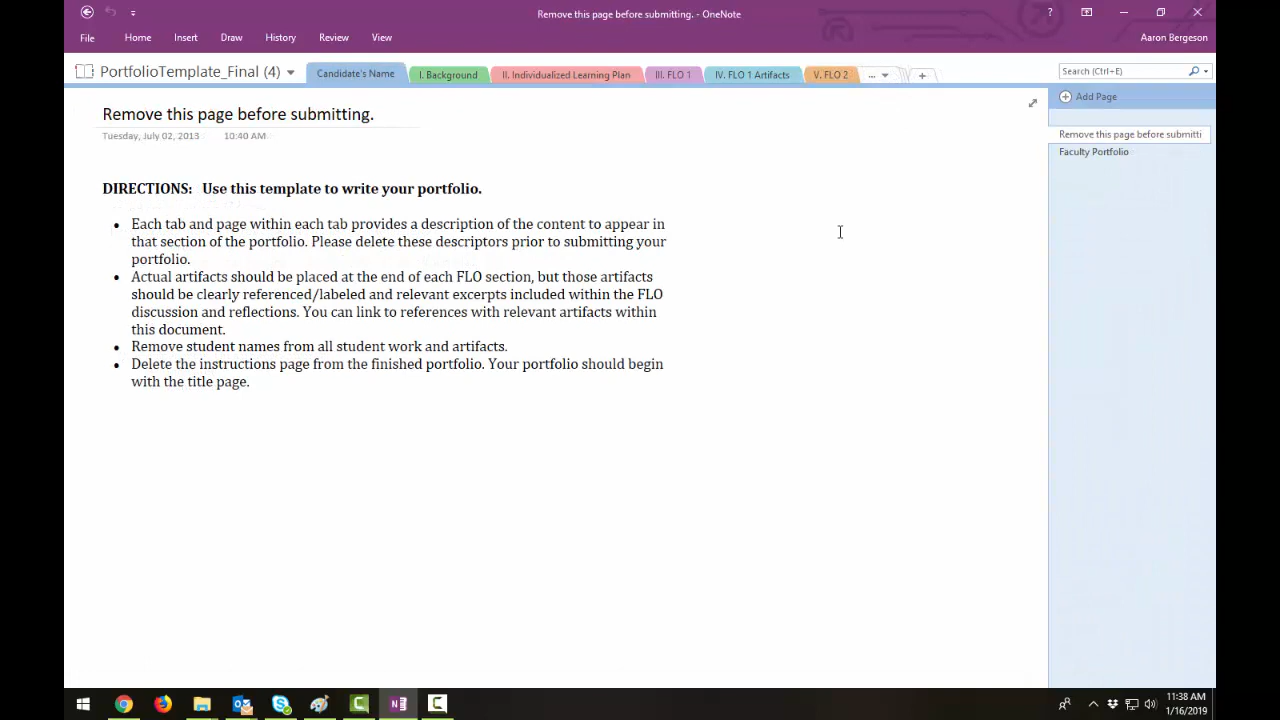 Remove this page before submitting. - OneNote
?
File Home Insert Draw History Review View
Aaron Bergeson
PortfolioTemplate_Final (4)
Candidate's Name
I. Background
II. Individualized Learning Plan
III. FLO 1
IV. FLO 1 Artifacts
V. FLO 2
...
Search (Ctrl+E)
Add Page
Remove this page before submitti
Faculty Portfolio
Remove this page before submitting.
Tuesday, July 02, 2013 10:40 AM
DIRECTIONS: Use this template to write your portfolio.
• Each tab and page within each tab provides a description of the content to appear in
that section of the portfolio. Please delete these descriptors prior to submitting your
portfolio.
• Actual artifacts should be placed at the end of each FLO section, but those artifacts
should be clearly referenced/labeled and relevant excerpts included within the FLO
discussion and reflections. You can link to references with relevant artifacts within
this document.
• Remove student names from all student work and artifacts.
• Delete the instructions page from the finished portfolio. Your portfolio should begin
with the title page.
11:38 AM
1/16/2019